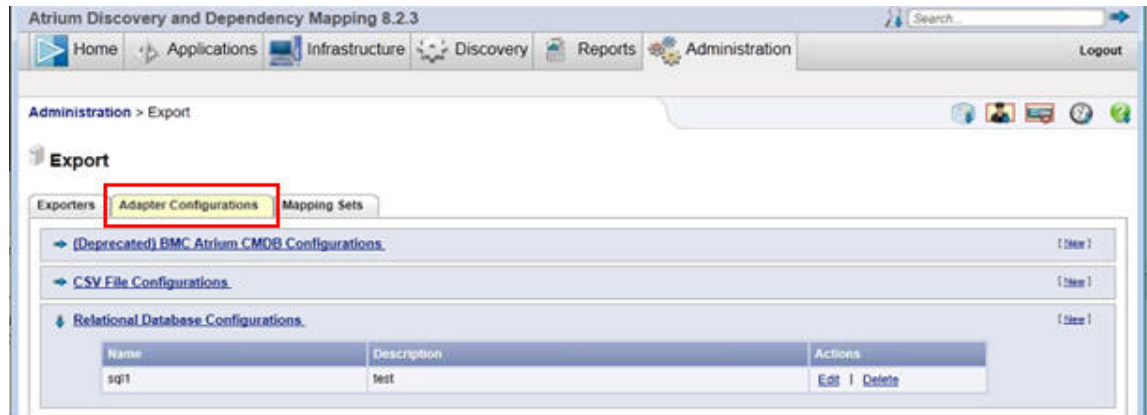 Atrium Discovery and Dependency Mapping 8.2.3 Search...
Home Applications Infrastructure Discovery Reports Administration Logout
Administration > Export
Export
Exporters Adapter Configurations Mapping Sets
(Deprecated) BMC Atrium CMDB Configurations [New]
CSV File Configurations [New]
Relational Database Configurations [New]
Name Description Actions
sql1 test Edit | Delete